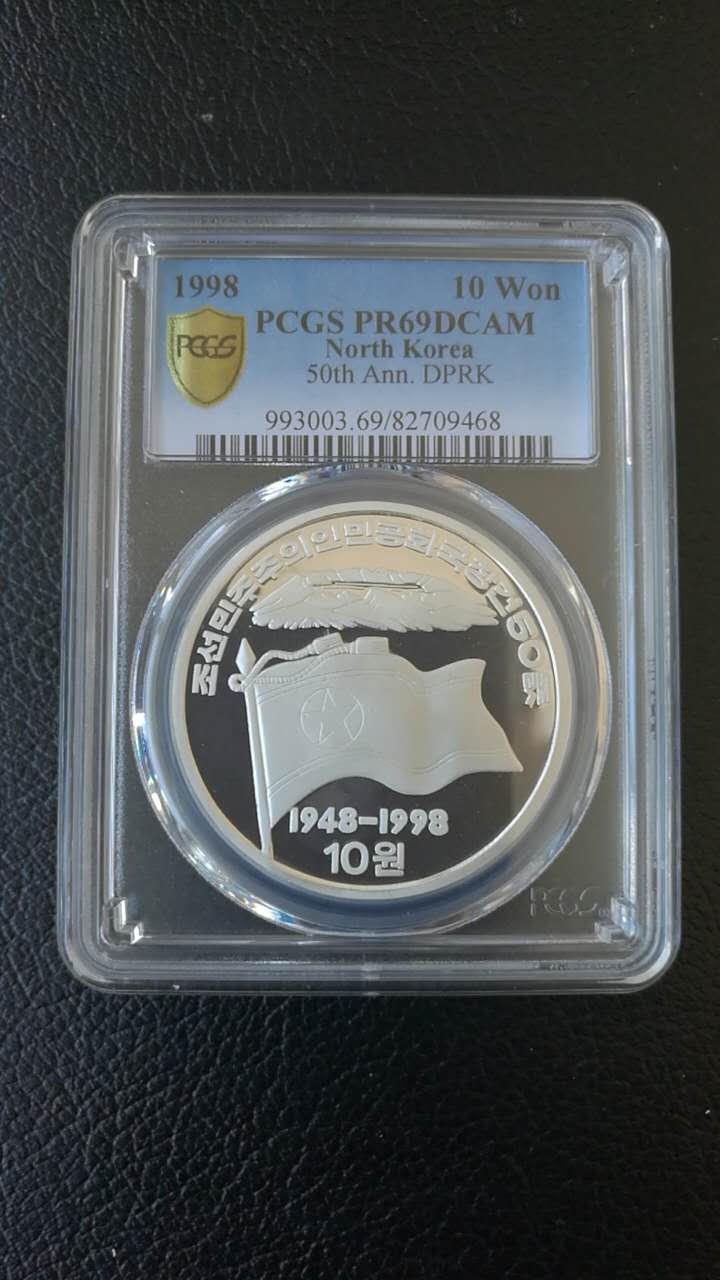 1998 10 Won
PCGS PR69DCAM
PCGS
North Korea
50th Ann. DPRK
993003.69/82709468
조선민주주의인민공화국창건50돐
1948-1998
10원
PCGS